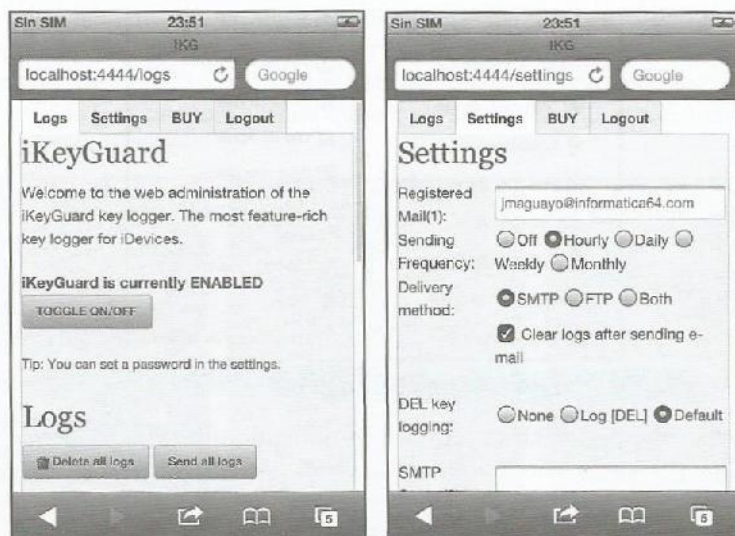 Sin SIM 23:51
IKG
localhost:4444/logs Google
Logs Settings BUY Logout
iKeyGuard
Welcome to the web administration of the
iKeyGuard key logger. The most feature-rich
key logger for iDevices.
iKeyGuard is currently ENABLED
TOGGLE ON/OFF
Tip: You can set a password in the settings.
Logs
Delete all logs Send all logs
5
Sin SIM 23:51
IKG
localhost:4444/settings Google
Logs Settings BUY Logout
Settings
Registered
Mail(1):
jmaguayo@informatica64.com
Sending
Frequency:
Off Hourly Daily
Weekly Monthly
Delivery
method:
SMTP FTP Both
Clear logs after sending e-
mail
DEL key
logging:
None Log [DEL] Default
SMTP
5